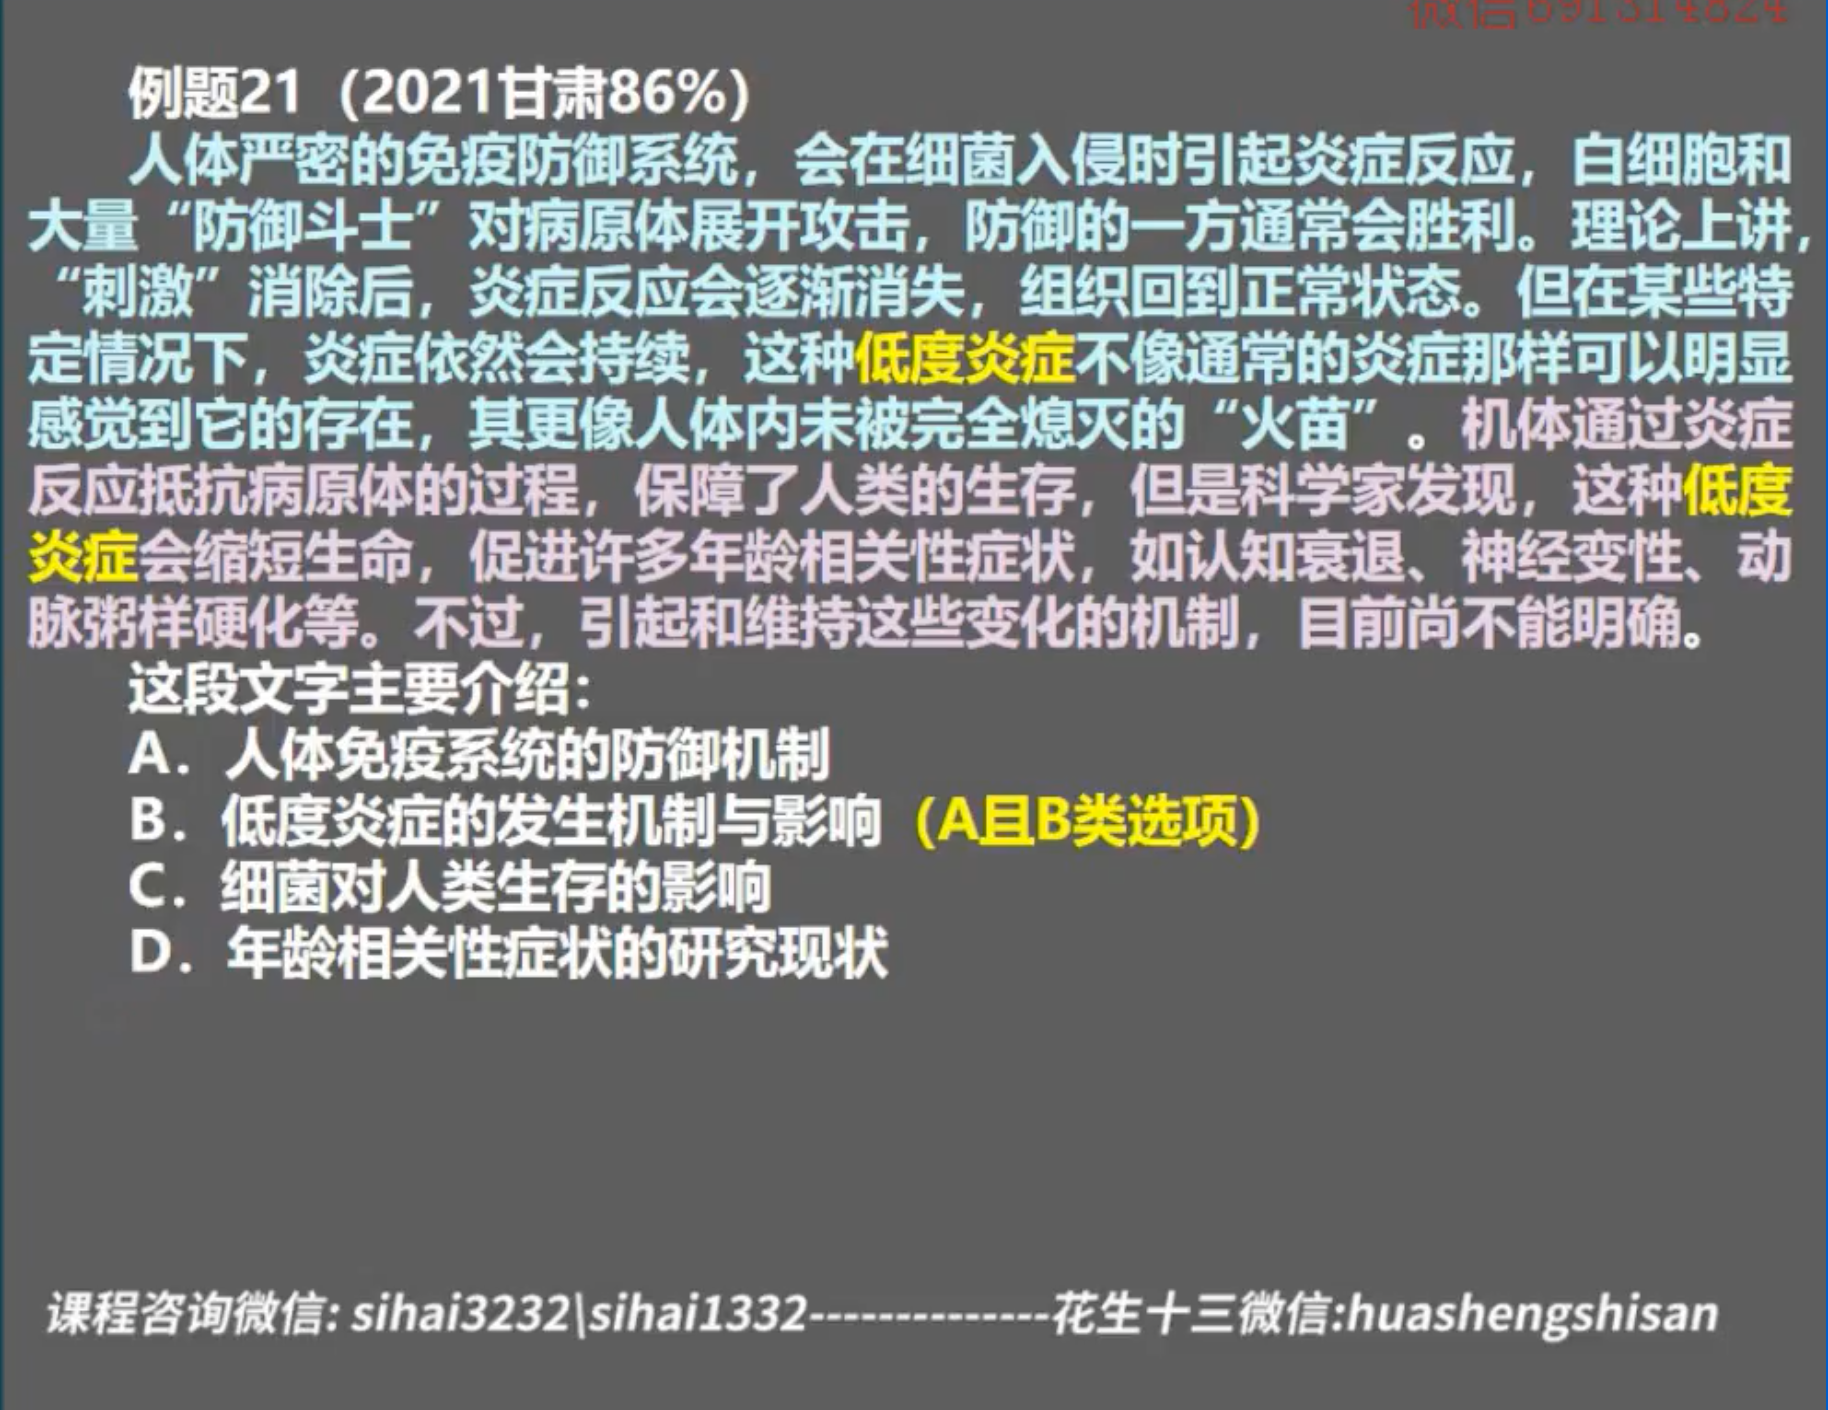 微信691314824
例题21（2021甘肃86%）
人体严密的免疫防御系统，会在细菌入侵时引起炎症反应，白细胞和
大量“防御斗士”对病原体展开攻击，防御的一方通常会胜利。理论上讲，
“刺激”消除后，炎症反应会逐渐消失，组织回到正常状态。但在某些特
定情况下，炎症依然会持续，这种低度炎症不像通常的炎症那样可以明显
感觉到它的存在，其更像人体内未被完全熄灭的“火苗”。机体通过炎症
反应抵抗病原体的过程，保障了人类的生存，但是科学家发现，这种低度
炎症会缩短生命，促进许多年龄相关性症状，如认知衰退、神经变性、动
脉粥样硬化等。不过，引起和维持这些变化的机制，目前尚不能明确。
这段文字主要介绍：
A．人体免疫系统的防御机制
B．低度炎症的发生机制与影响（A且B类选项）
C．细菌对人类生存的影响
D．年龄相关性症状的研究现状
课程咨询微信: sihai3232\sihai1332--------------花生十三微信:huashengshisan